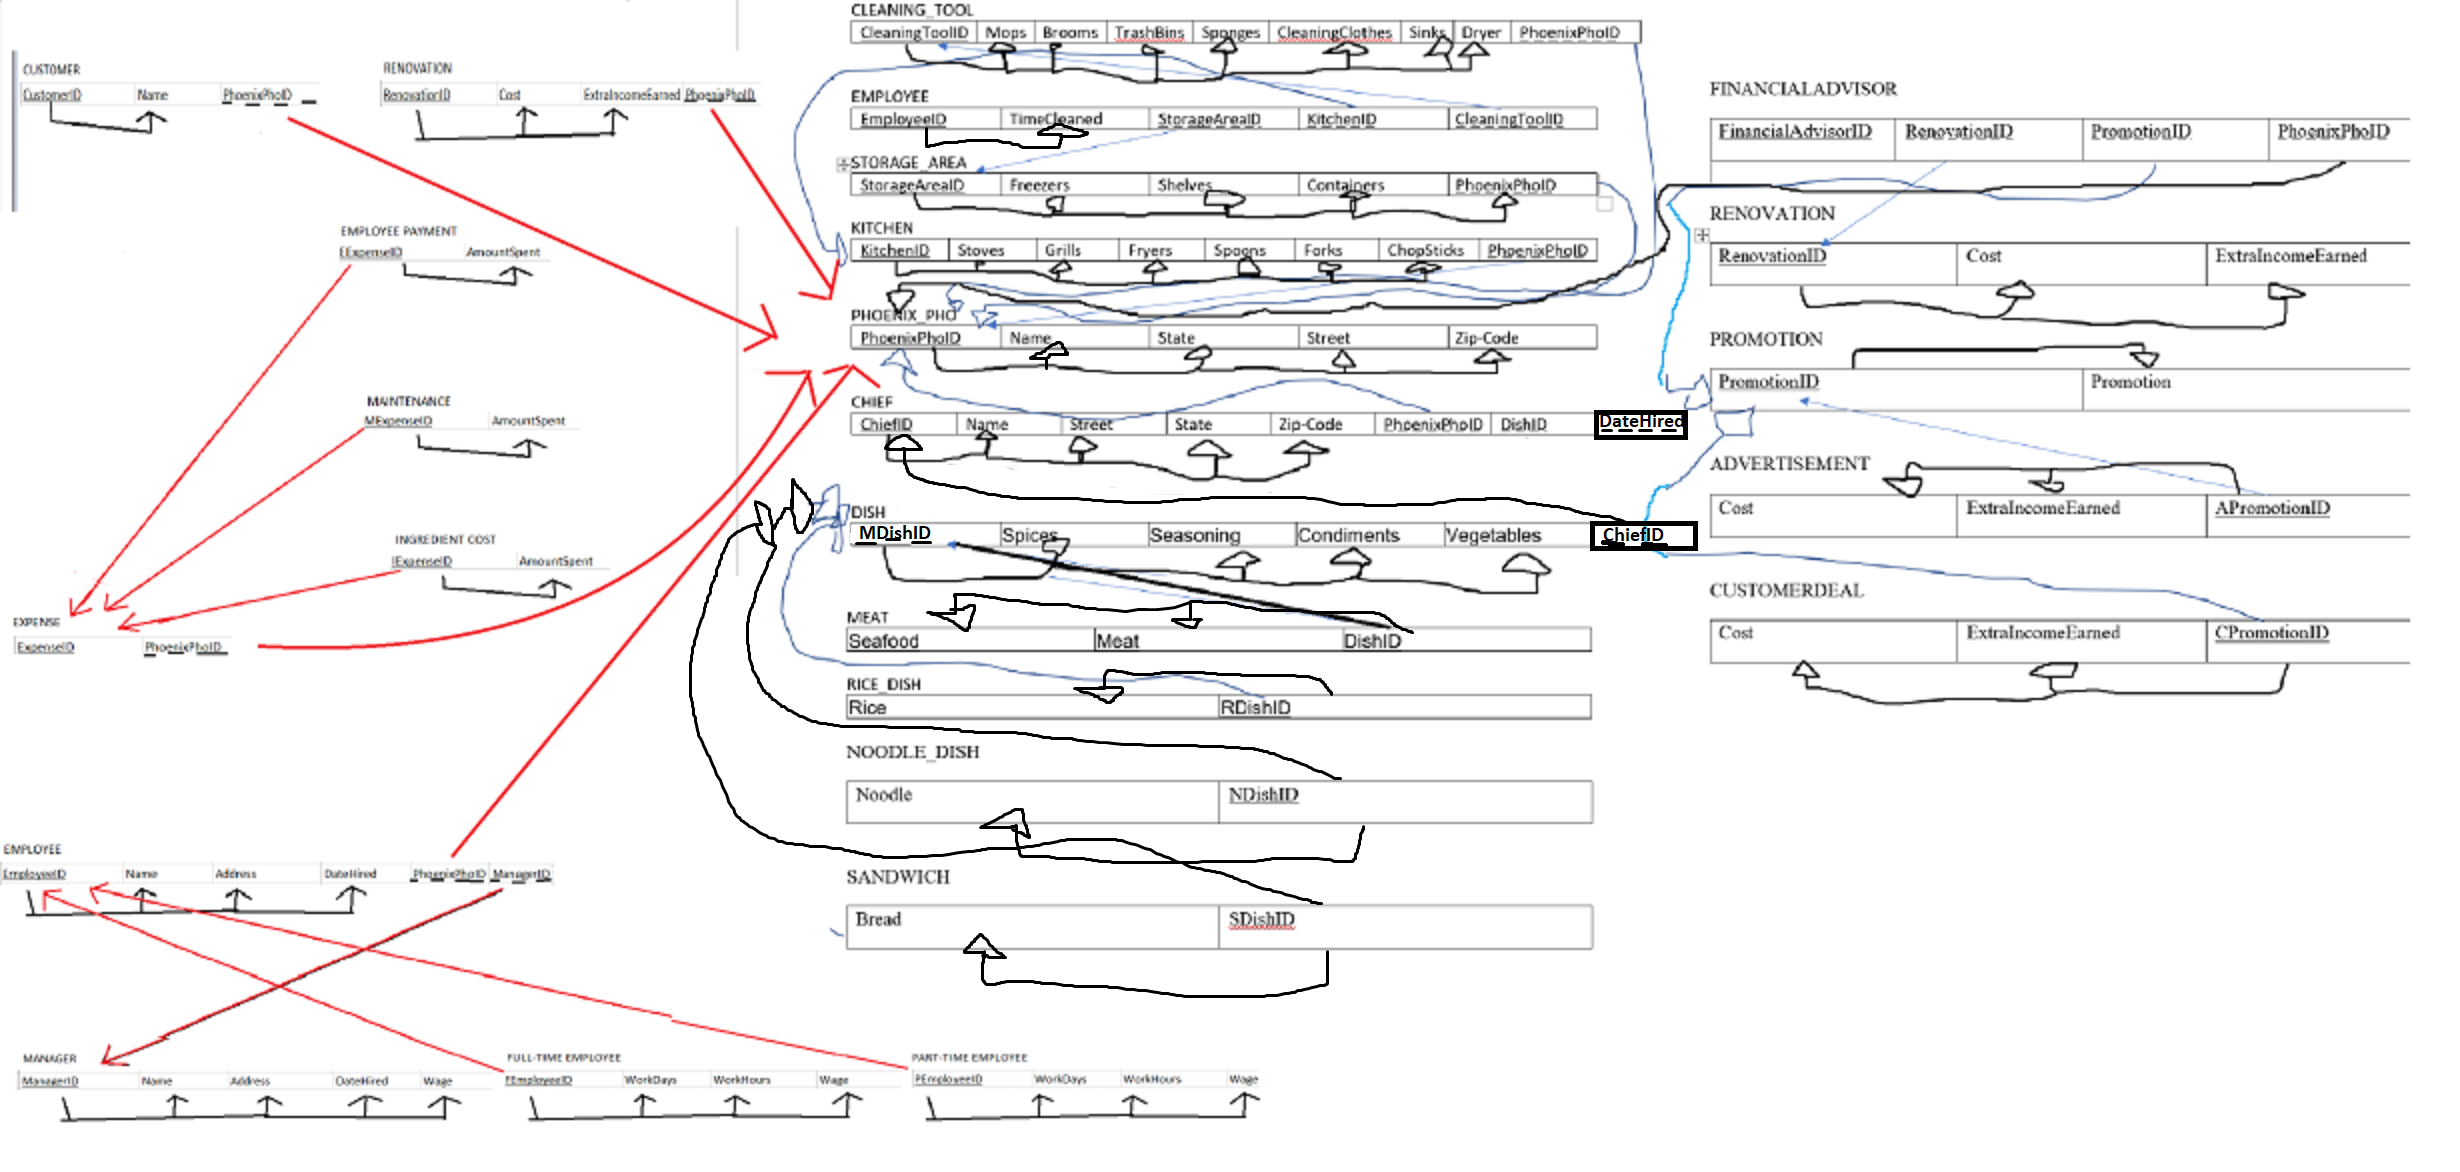 CUSTOMER
CustomerID Name PhoenixPhoID
RENOVATION
RenovationID Cost ExtraIncomeEarned PhoenixPhoID
EMPLOYEE PAYMENT
EExpenseID AmountSpent
MAINTENANCE
MExpenseID AmountSpent
INGREDIENT COST
IExpenseID AmountSpent
EXPENSE
ExpenseID PhoenixPhoID
EMPLOYEE
EmployeeID Name Address DateHired PhoenixPhoID ManagerID
MANAGER
ManagerID Name Address DateHired Wage
FULL-TIME EMPLOYEE
FEmployeeID WorkDays WorkHours Wage
PART-TIME EMPLOYEE
PEmployeeID WorkDays WorkHours Wage
CLEANING_TOOL
CleaningToolID Mops Brooms TrashBins Sponges CleaningClothes Sinks Dryer PhoenixPhoID
EMPLOYEE
EmployeeID TimeCleaned StorageAreaID KitchenID CleaningToolID
STORAGE_AREA
StorageAreaID Freezers Shelves Containers PhoenixPhoID
KITCHEN
KitchenID Stoves Grills Fryers Spoons Forks ChopSticks PhoenixPhoID
PHOENIX_PHO
PhoenixPhoID Name State Street Zip-Code
CHIEF
ChiefID Name Street State Zip-Code PhoenixPhoID DishID DateHired
DISH
MDishID Spices Seasoning Condiments Vegetables ChiefID
MEAT
Seafood Meat DishID
RICE_DISH
Rice RDishID
NOODLE_DISH
Noodle NDishID
SANDWICH
Bread SDishID
FINANCIALADVISOR
FinancialAdvisorID RenovationID PromotionID PhoenixPhoID
RENOVATION
RenovationID Cost ExtraIncomeEarned
PROMOTION
PromotionID Promotion
ADVERTISEMENT
Cost ExtraIncomeEarned APromotionID
CUSTOMERDEAL
Cost ExtraIncomeEarned CPromotionID